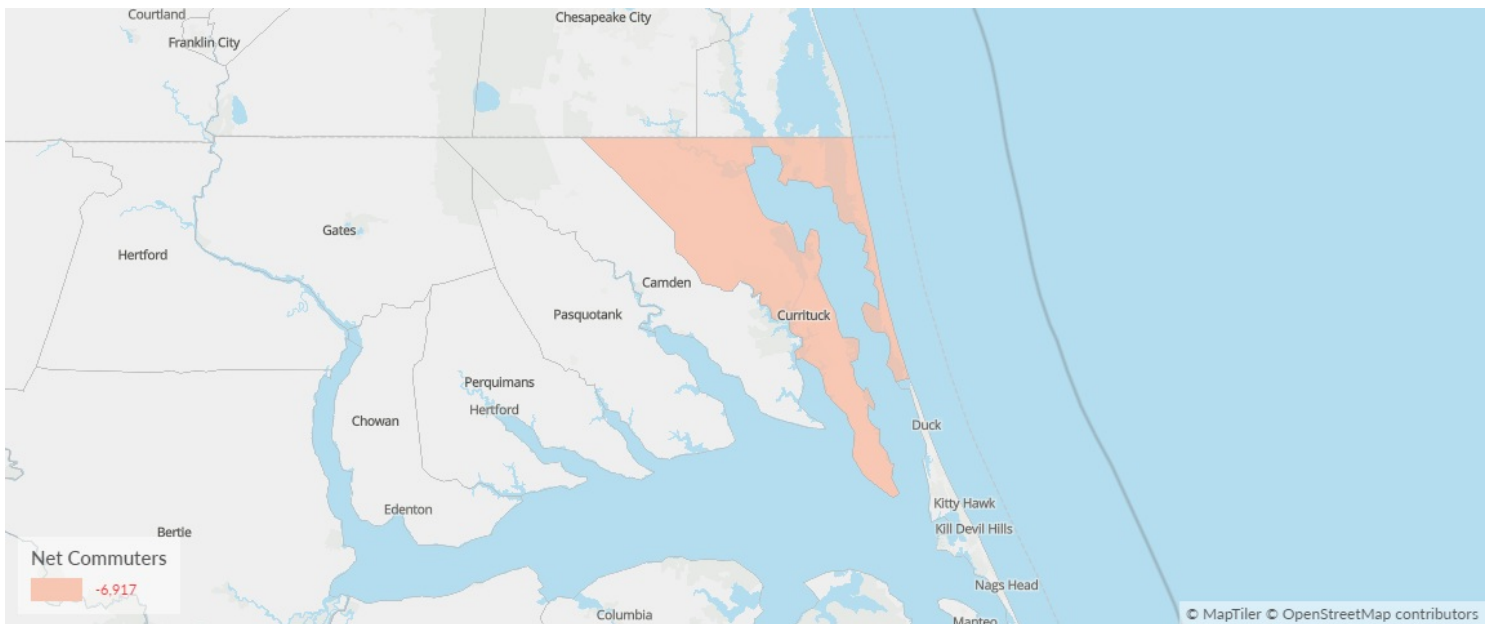 Courtland
Chesapeake City
Franklin City
Gates
Hertford
Camden
Pasquotank
Currituck
Perquimans
Hertford
Chowan
Duck
Edenton
Kitty Hawk
Kill Devil Hills
Bertie
Net Commuters
-6,917
Nags Head
Columbia
Manteo
© MapTiler © OpenStreetMap contributors